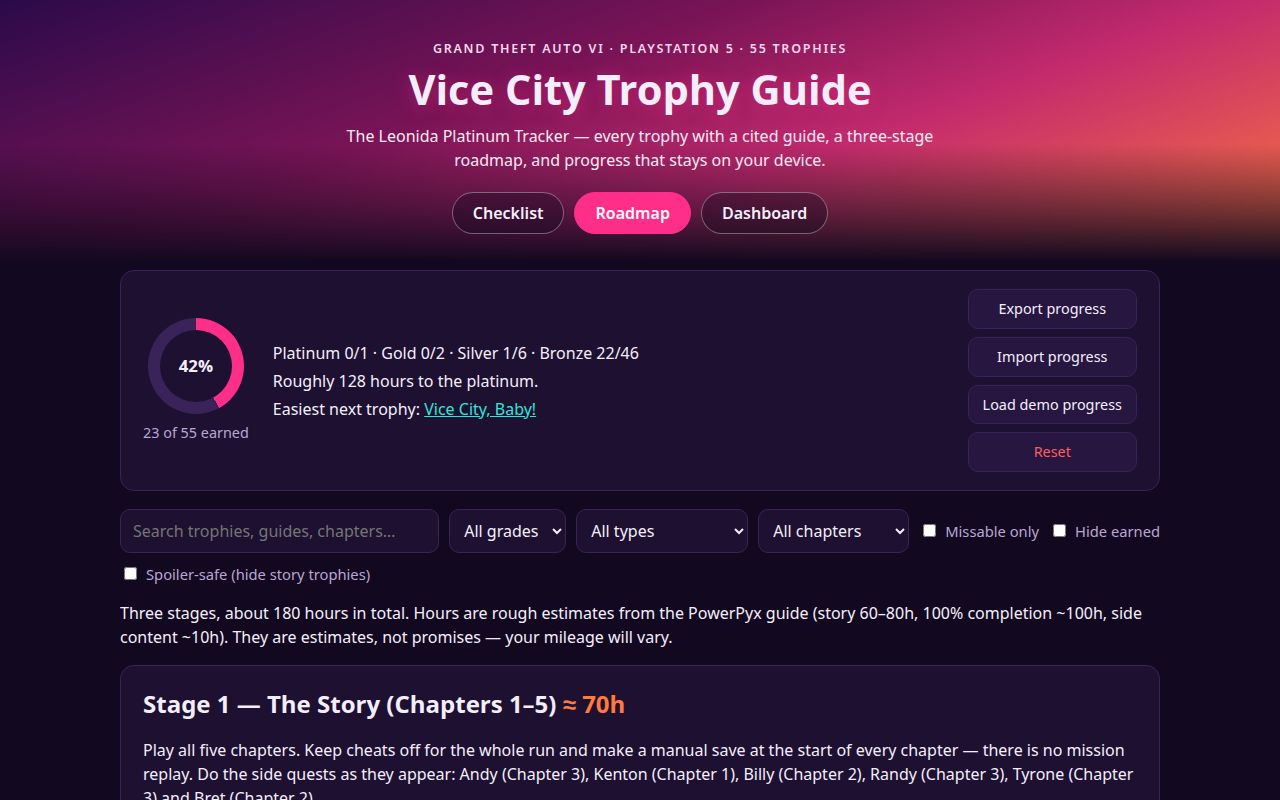 GRAND THEFT AUTO VI · PLAYSTATION 5 · 55 TROPHIES
Vice City Trophy Guide
The Leonida Platinum Tracker — every trophy with a cited guide, a three-stage
roadmap, and progress that stays on your device.
Checklist
Roadmap
Dashboard
42%
23 of 55 earned
Platinum 0/1 · Gold 0/2 · Silver 1/6 · Bronze 22/46
Roughly 128 hours to the platinum.
Easiest next trophy: Vice City, Baby!
Export progress
Import progress
Load demo progress
Reset
Search trophies, guides, chapters...
All grades
All types
All chapters
Missable only
Hide earned
Spoiler-safe (hide story trophies)
Three stages, about 180 hours in total. Hours are rough estimates from the PowerPyx guide (story 60–80h, 100% completion ~100h, side
content ~10h). They are estimates, not promises — your mileage will vary.
Stage 1 — The Story (Chapters 1–5) ≈ 70h
Play all five chapters. Keep cheats off for the whole run and make a manual save at the start of every chapter — there is no mission
replay. Do the side quests as they appear: Andy (Chapter 3), Kenton (Chapter 1), Billy (Chapter 2), Randy (Chapter 3), Tyrone (Chapter
3) and Bret (Chapter 2).